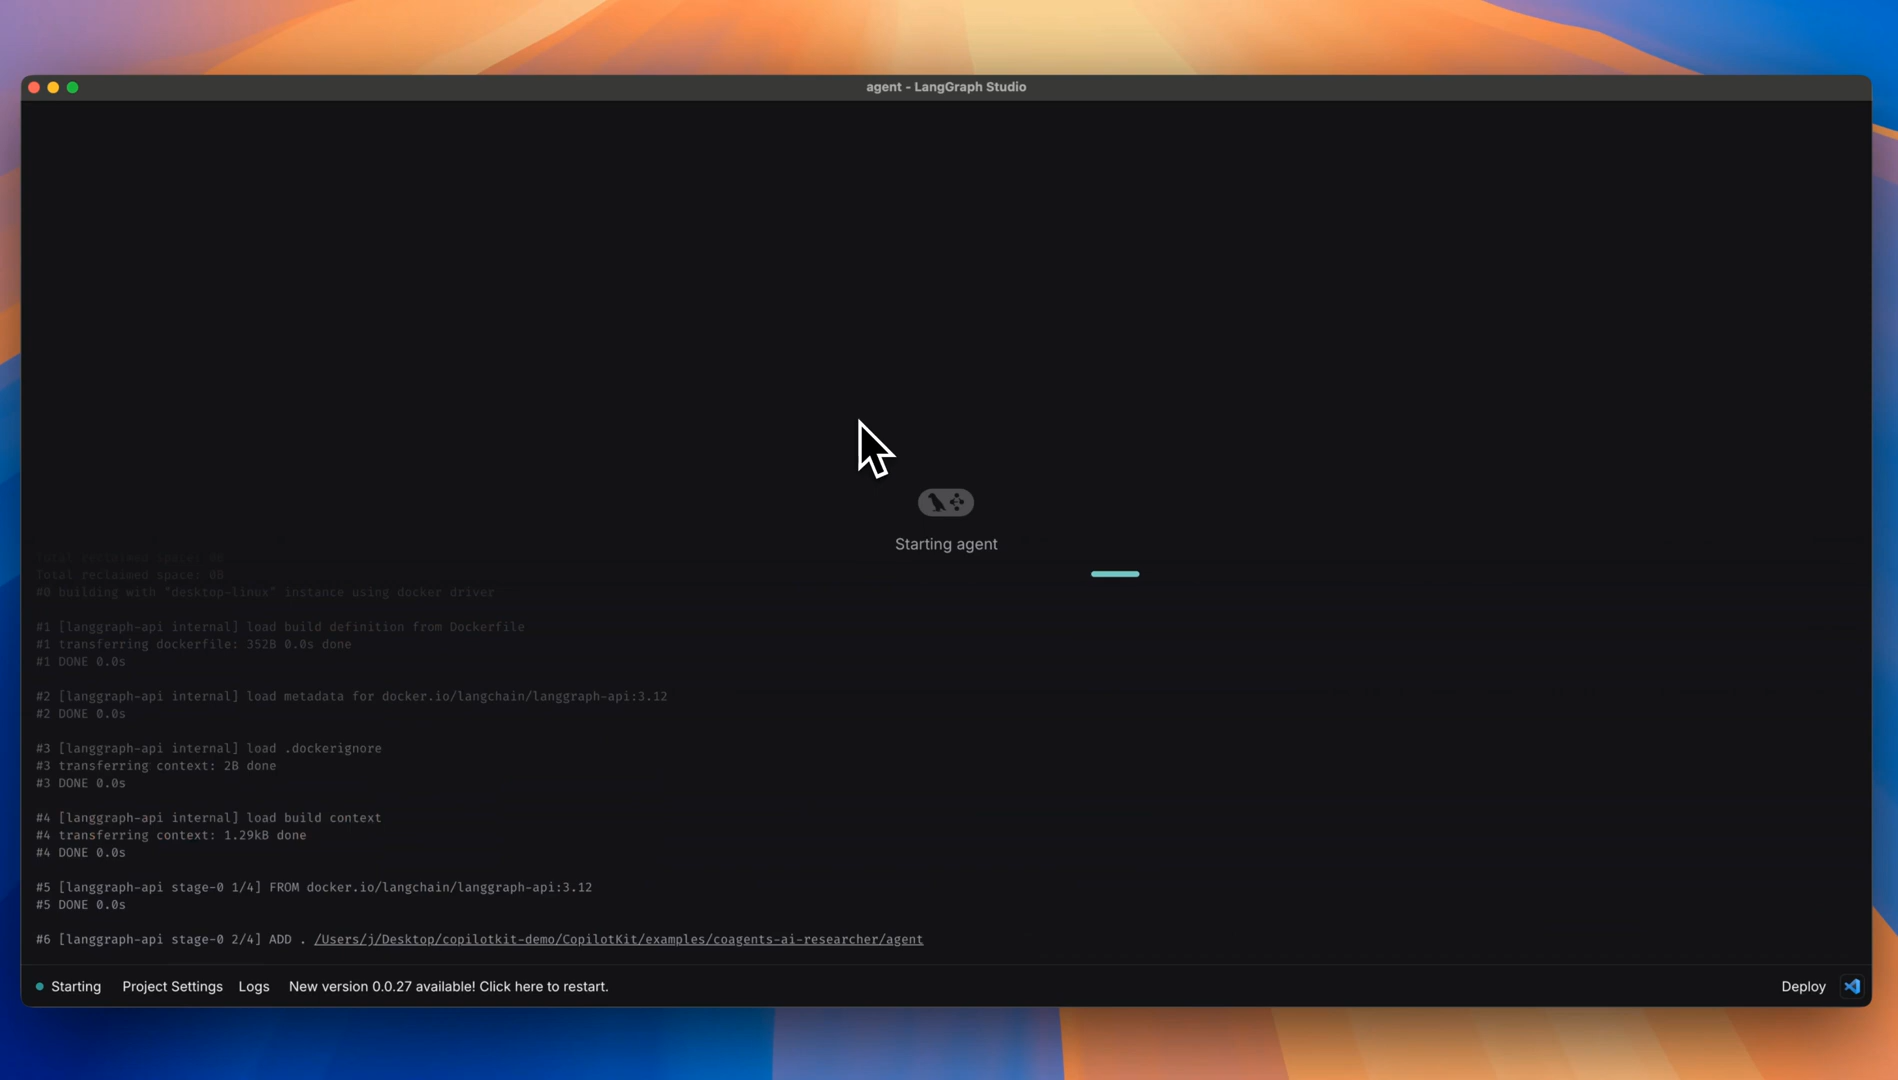 agent - LangGraph Studio
Starting agent
Total reclaimed space: 0B
Total reclaimed space: 0B
#0 building with "desktop-linux" instance using docker driver
#1 [langgraph-api internal] load build definition from Dockerfile
#1 transferring dockerfile: 352B 0.0s done
#1 DONE 0.0s
#2 [langgraph-api internal] load metadata for docker.io/langchain/langgraph-api:3.12
#2 DONE 0.0s
#3 [langgraph-api internal] load .dockerignore
#3 transferring context: 2B done
#3 DONE 0.0s
#4 [langgraph-api internal] load build context
#4 transferring context: 1.29kB done
#4 DONE 0.0s
#5 [langgraph-api stage-0 1/4] FROM docker.io/langchain/langgraph-api:3.12
#5 DONE 0.0s
#6 [langgraph-api stage-0 2/4] ADD . /Users/j/Desktop/copilotkit-demo/CopilotKit/examples/coagents-ai-researcher/agent
Starting Project Settings Logs New version 0.0.27 available! Click here to restart. Deploy